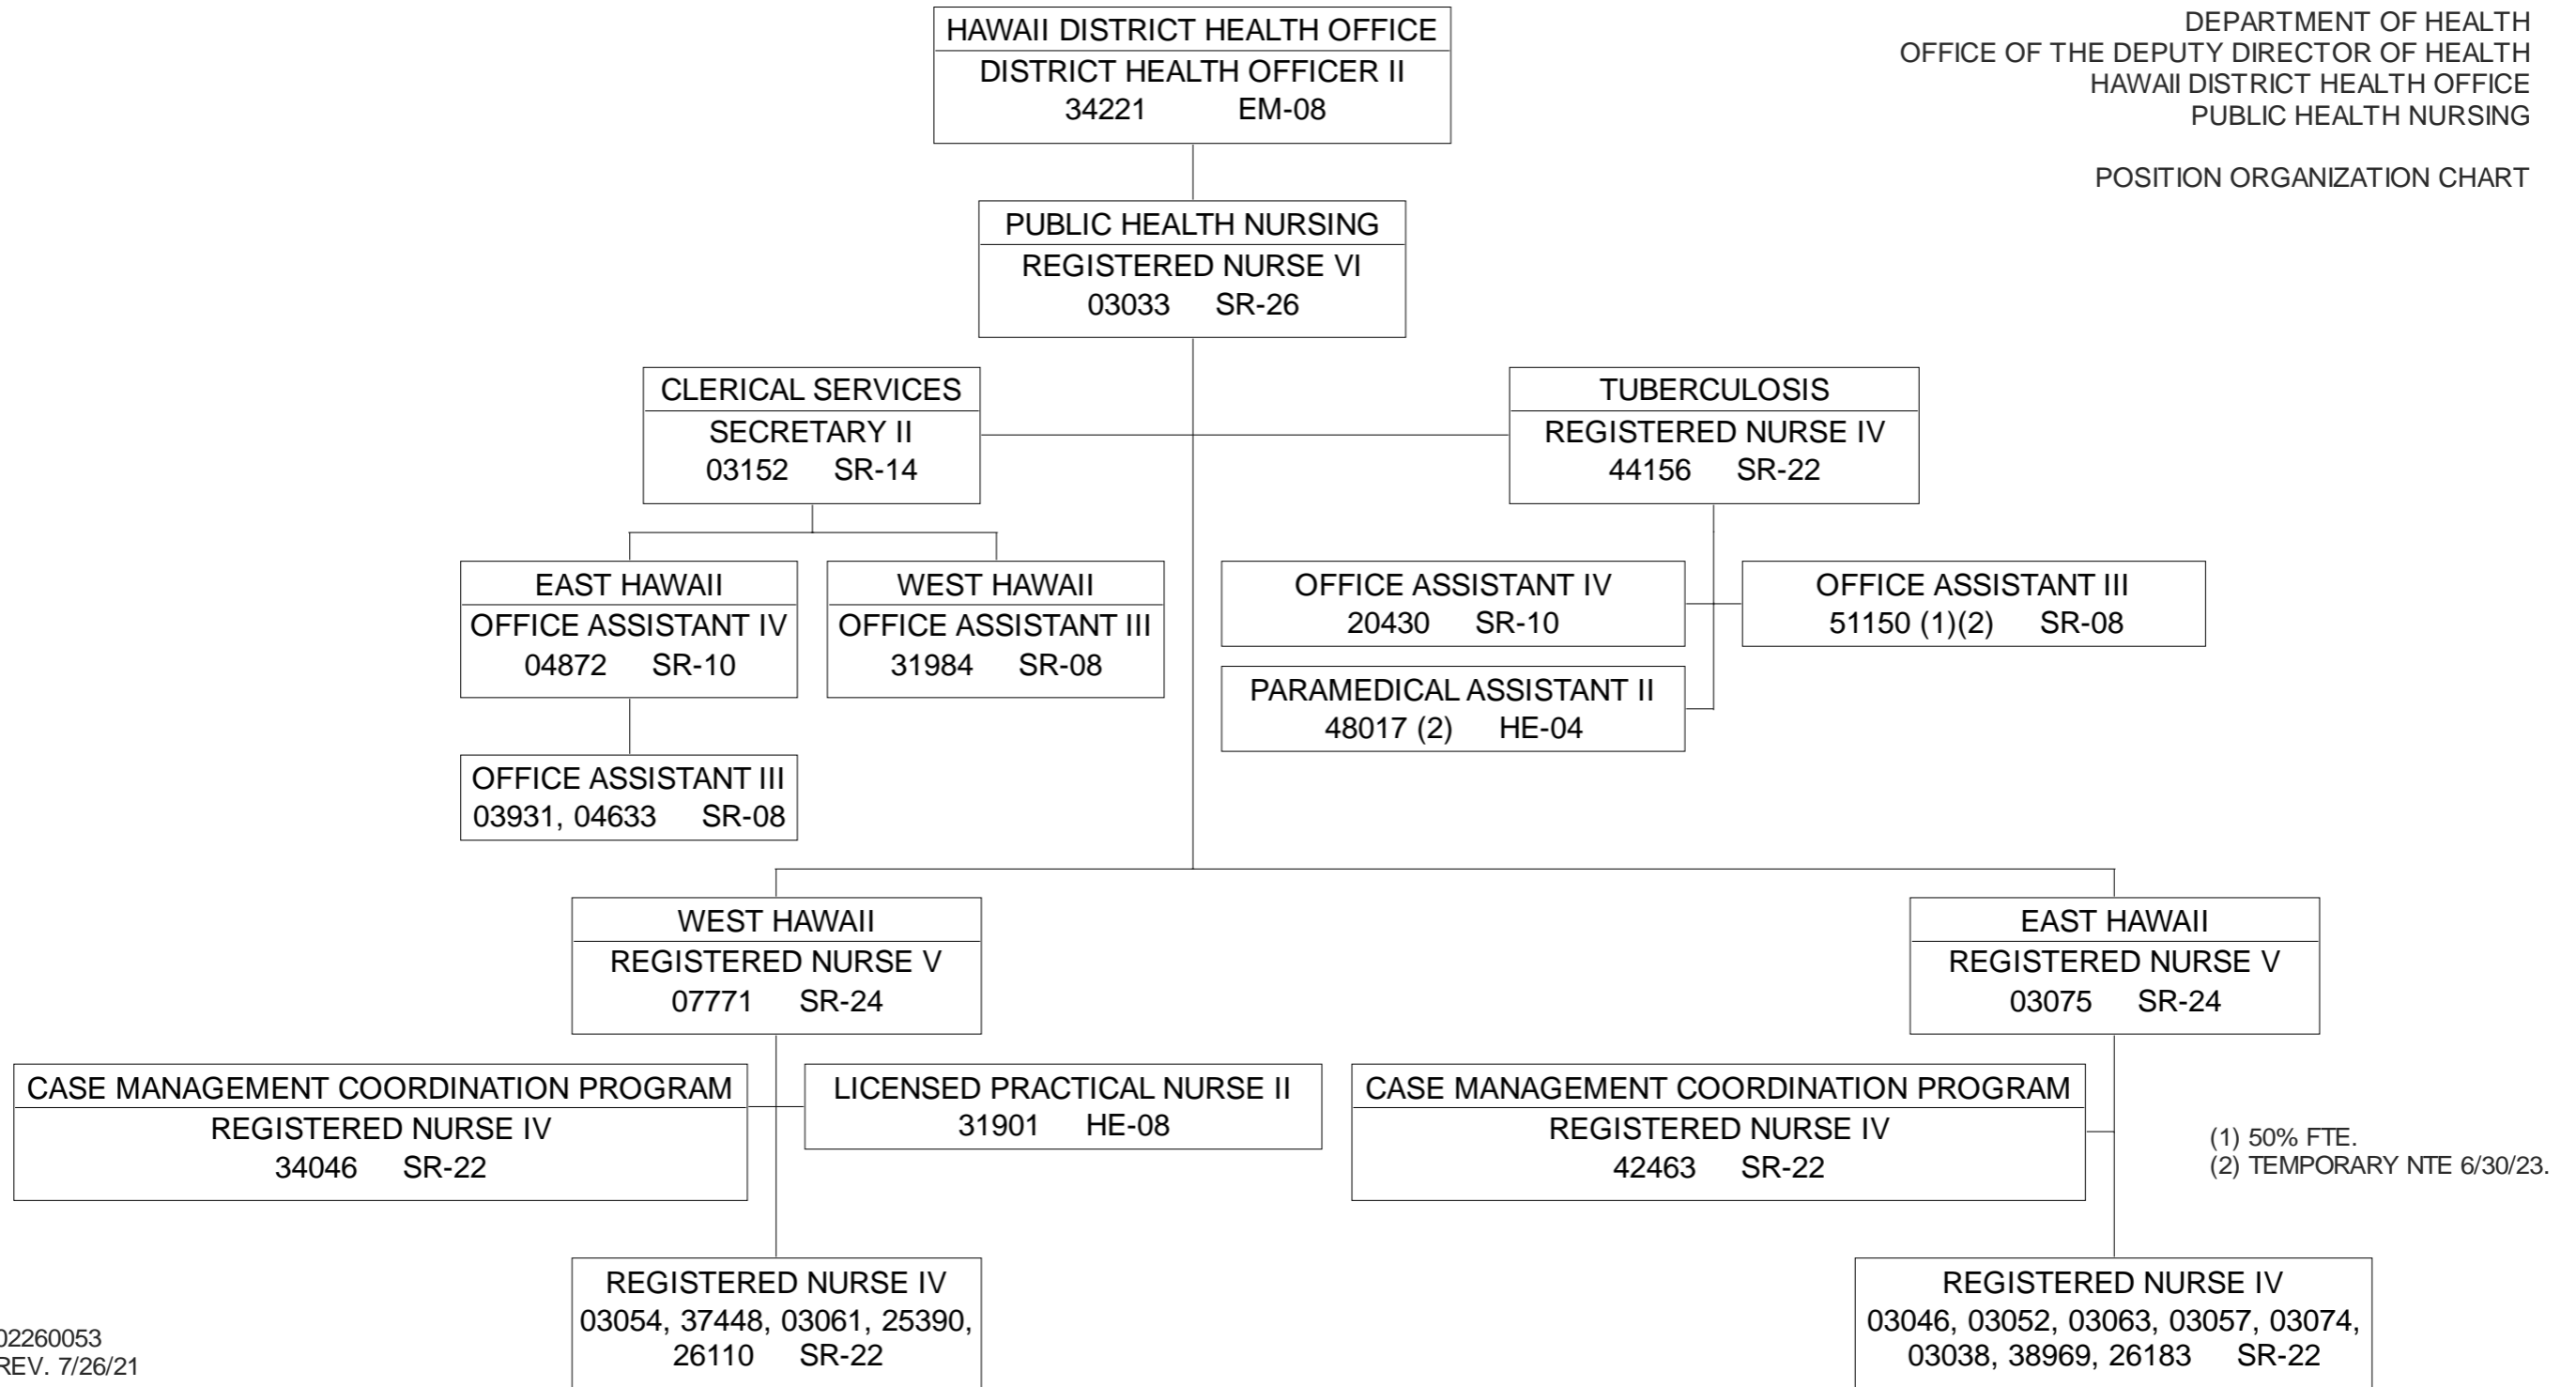 DEPARTMENT OF HEALTH
OFFICE OF THE DEPUTY DIRECTOR OF HEALTH
HAWAII DISTRICT HEALTH OFFICE
PUBLIC HEALTH NURSING
POSITION ORGANIZATION CHART
HAWAII DISTRICT HEALTH OFFICE
DISTRICT HEALTH OFFICER II
34221 EM-08
PUBLIC HEALTH NURSING
REGISTERED NURSE VI
03033 SR-26
CLERICAL SERVICES
SECRETARY II
03152 SR-14
TUBERCULOSIS
REGISTERED NURSE IV
44156 SR-22
EAST HAWAII
OFFICE ASSISTANT IV
04872 SR-10
WEST HAWAII
OFFICE ASSISTANT III
31984 SR-08
OFFICE ASSISTANT IV
20430 SR-10
OFFICE ASSISTANT III
51150 (1)(2) SR-08
PARAMEDICAL ASSISTANT II
48017 (2) HE-04
OFFICE ASSISTANT III
03931, 04633 SR-08
WEST HAWAII
REGISTERED NURSE V
07771 SR-24
EAST HAWAII
REGISTERED NURSE V
03075 SR-24
CASE MANAGEMENT COORDINATION PROGRAM
REGISTERED NURSE IV
34046 SR-22
LICENSED PRACTICAL NURSE II
31901 HE-08
CASE MANAGEMENT COORDINATION PROGRAM
REGISTERED NURSE IV
42463 SR-22
(1) 50% FTE.
(2) TEMPORARY NTE 6/30/23.
REGISTERED NURSE IV
03054, 37448, 03061, 25390,
26110 SR-22
REGISTERED NURSE IV
03046, 03052, 03063, 03057, 03074,
03038, 38969, 26183 SR-22
02260053
REV. 7/26/21